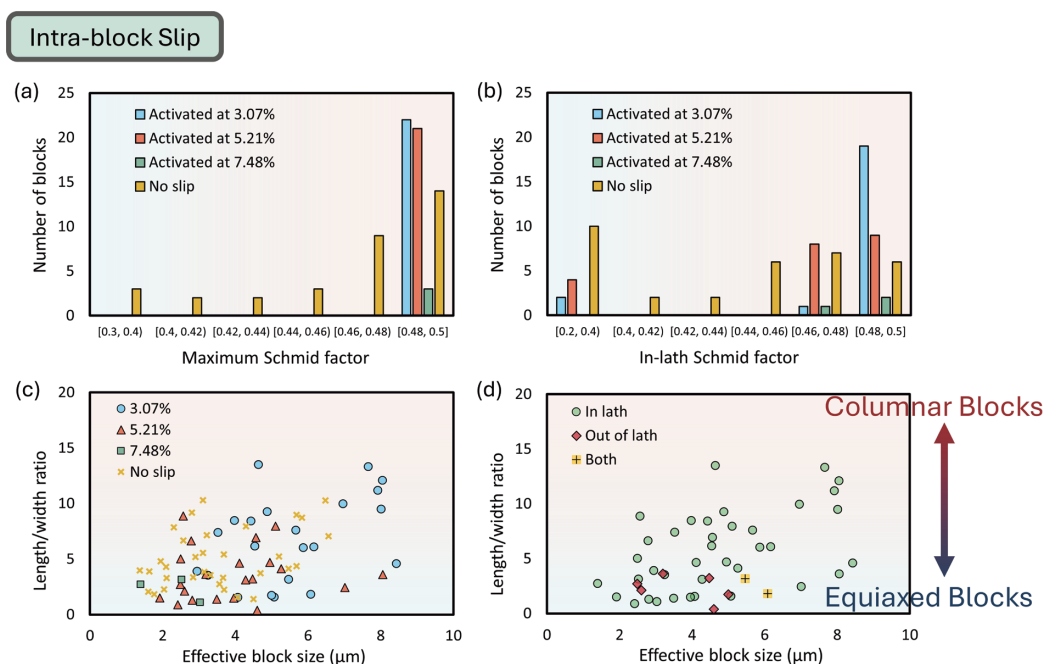 Intra-block Slip
(a)
25
20
15
10
5
0
Number of blocks
Activated at 3.07%
Activated at 5.21%
Activated at 7.48%
No slip
[0.3, 0.4) [0.4, 0.42) [0.42, 0.44) [0.44, 0.46) [0.46, 0.48) [0.48, 0.5]
Maximum Schmid factor
(b)
25
20
15
10
5
0
Number of blocks
Activated at 3.07%
Activated at 5.21%
Activated at 7.48%
No slip
[0.2, 0.4) [0.4, 0.42) [0.42, 0.44) [0.44, 0.46) [0.46, 0.48) [0.48, 0.5]
In-lath Schmid factor
(c)
20
15
10
5
0
Length/width ratio
3.07%
5.21%
7.48%
No slip
0 2 4 6 8 10
Effective block size (μm)
(d)
20
15
10
5
0
Length/width ratio
In lath
Out of lath
Both
0 2 4 6 8 10
Effective block size (μm)
Columnar Blocks
Equiaxed Blocks